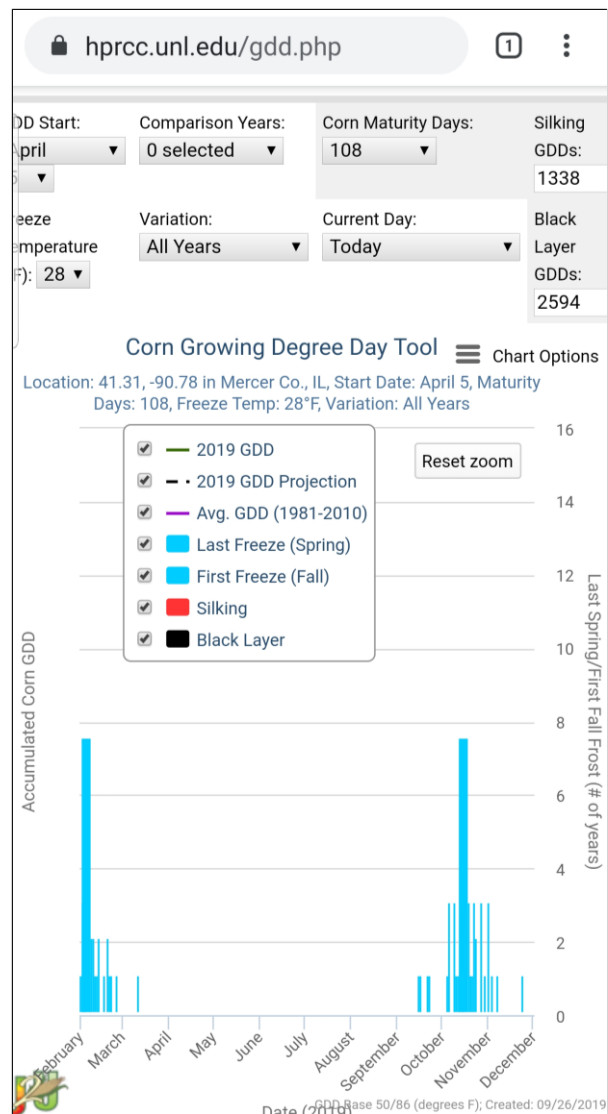 hprcc.unl.edu/gdd.php
1
DD Start:
Comparison Years:
Corn Maturity Days:
Silking
GDDs:
April
0 selected
108
1338
5
reeze
emperature
F): 28
Variation:
All Years
Current Day:
Today
Black
Layer
GDDs:
2594
Corn Growing Degree Day Tool
Chart Options
Location: 41.31, -90.78 in Mercer Co., IL, Start Date: April 5, Maturity
Days: 108, Freeze Temp: 28°F, Variation: All Years
2019 GDD
2019 GDD Projection
Avg. GDD (1981-2010)
Last Freeze (Spring)
First Freeze (Fall)
Silking
Black Layer
Reset zoom
Accumulated Corn GDD
16
14
12
10
8
6
4
2
0
Last Spring/First Fall Frost (# of years)
February
March
April
May
June
July
August
September
October
November
December
Date (2019)
GDD Base 50/86 (degrees F); Created: 09/26/2019